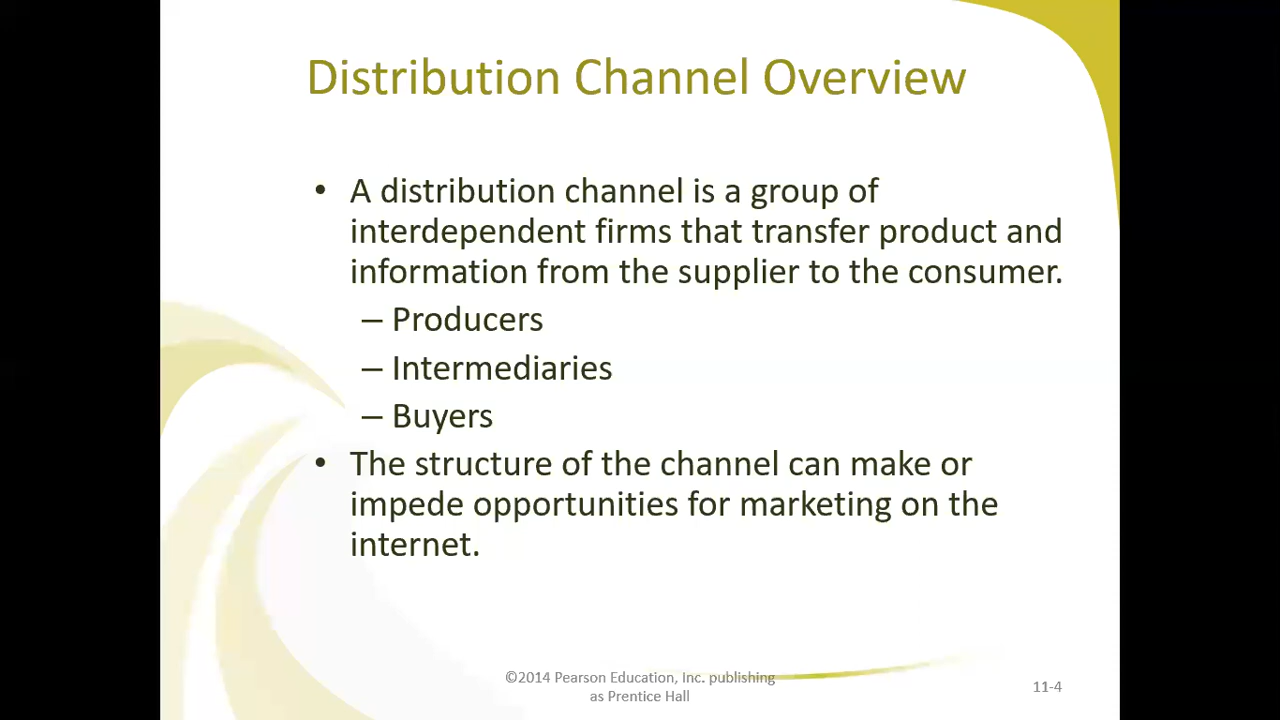 Distribution Channel Overview
• A distribution channel is a group of
interdependent firms that transfer product and
information from the supplier to the consumer.
– Producers
– Intermediaries
– Buyers
• The structure of the channel can make or
impede opportunities for marketing on the
internet.
©2014 Pearson Education, Inc. publishing
as Prentice Hall
11-4